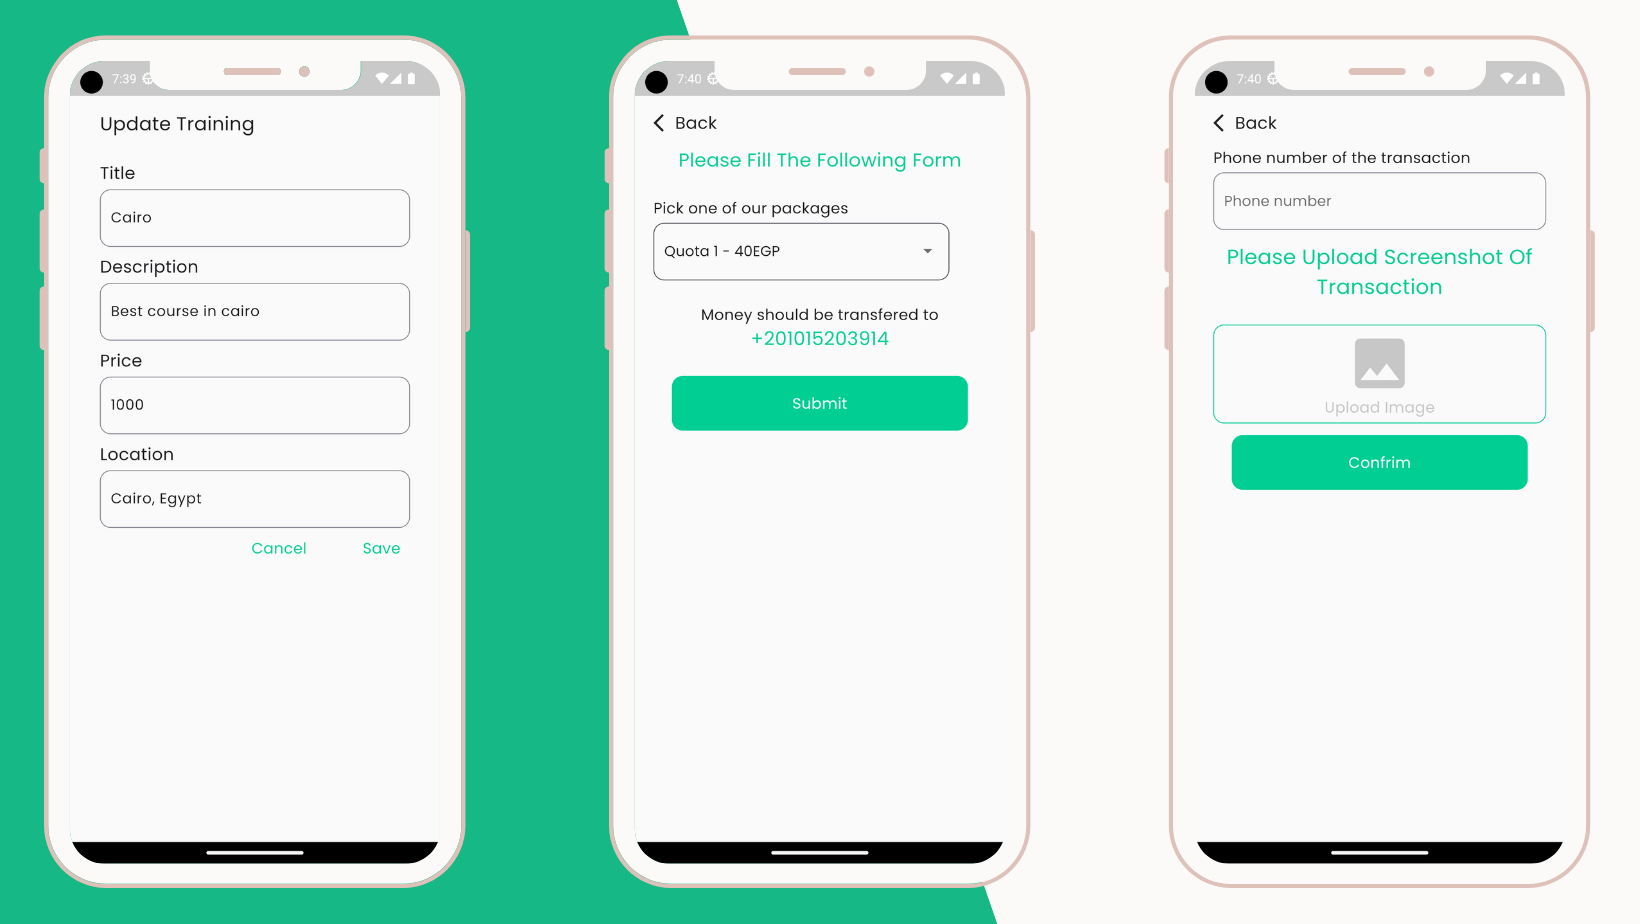 7:39
Update Training
Title
Cairo
Description
Best course in cairo
Price
1000
Location
Cairo, Egypt
Cancel Save
7:40
Back
Please Fill The Following Form
Pick one of our packages
Quota 1 - 40EGP
Money should be transfered to
+201015203914
Submit
7:40
Back
Phone number of the transaction
Phone number
Please Upload Screenshot Of
Transaction
Upload Image
Confrim